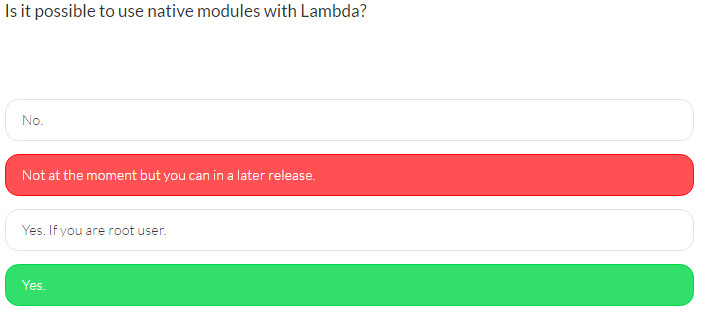 Is it possible to use native modules with Lambda?
No.
Not at the moment but you can in a later release.
Yes. If you are root user.
Yes.